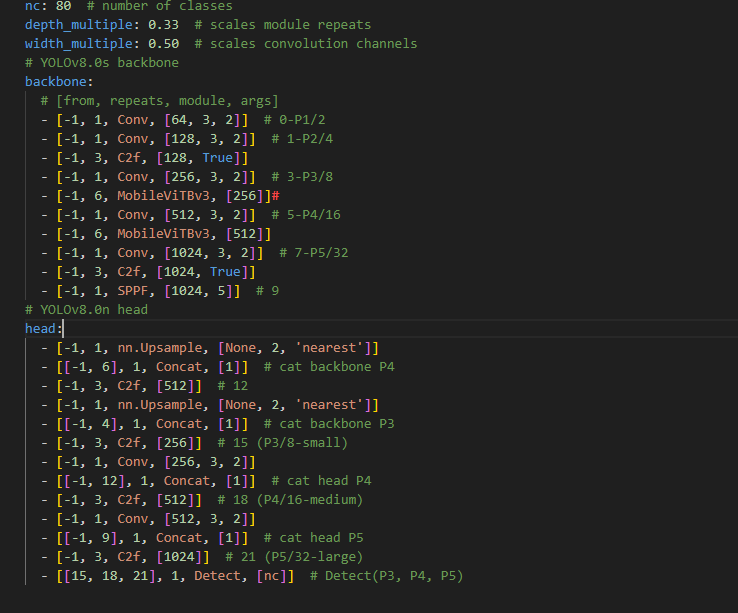 nc: 80  # number of classes
depth_multiple: 0.33  # scales module repeats
width_multiple: 0.50  # scales convolution channels
# YOLOv8.0s backbone
backbone:
  # [from, repeats, module, args]
  - [-1, 1, Conv, [64, 3, 2]]  # 0-P1/2
  - [-1, 1, Conv, [128, 3, 2]]  # 1-P2/4
  - [-1, 3, C2f, [128, True]]
  - [-1, 1, Conv, [256, 3, 2]]  # 3-P3/8
  - [-1, 6, MobileViTBv3, [256]]#
  - [-1, 1, Conv, [512, 3, 2]]  # 5-P4/16
  - [-1, 6, MobileViTBv3, [512]]
  - [-1, 1, Conv, [1024, 3, 2]]  # 7-P5/32
  - [-1, 3, C2f, [1024, True]]
  - [-1, 1, SPPF, [1024, 5]]  # 9
# YOLOv8.0n head
head:
  - [-1, 1, nn.Upsample, [None, 2, 'nearest']]
  - [[-1, 6], 1, Concat, [1]]  # cat backbone P4
  - [-1, 3, C2f, [512]]  # 12
  - [-1, 1, nn.Upsample, [None, 2, 'nearest']]
  - [[-1, 4], 1, Concat, [1]]  # cat backbone P3
  - [-1, 3, C2f, [256]]  # 15 (P3/8-small)
  - [-1, 1, Conv, [256, 3, 2]]
  - [[-1, 12], 1, Concat, [1]]  # cat head P4
  - [-1, 3, C2f, [512]]  # 18 (P4/16-medium)
  - [-1, 1, Conv, [512, 3, 2]]
  - [[-1, 9], 1, Concat, [1]]  # cat head P5
  - [-1, 3, C2f, [1024]]  # 21 (P5/32-large)
  - [[15, 18, 21], 1, Detect, [nc]]  # Detect(P3, P4, P5)